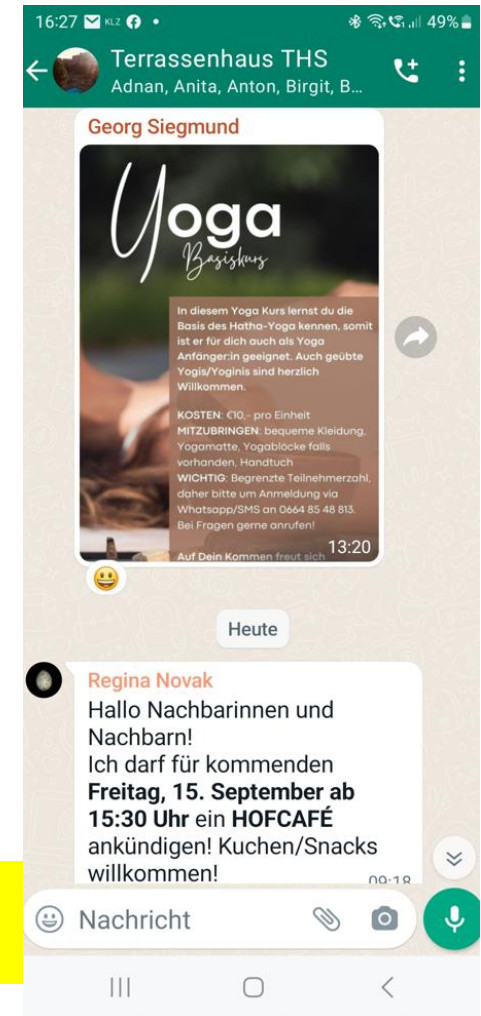 16:27 KLZ 49%
Terrassenhaus THS
Adnan, Anita, Anton, Birgit, B...
Georg Siegmund
Yoga
Basiskurs
In diesem Yoga Kurs lernst du die
Basis des Hatha-Yoga kennen, somit
ist er für dich auch als Yoga
Anfänger:in geeignet. Auch geübte
Yogis/Yoginis sind herzlich
Willkommen.
KOSTEN: €10,- pro Einheit
MITZUBRINGEN: bequeme Kleidung,
Yogamatte, Yogablöcke falls
vorhanden, Handtuch
WICHTIG: Begrenzte Teilnehmerzahl,
daher bitte um Anmeldung via
Whatsapp/SMS an 0664 85 48 813.
Bei Fragen gerne anrufen!
Auf Dein Kommen freut sich
13:20
Heute
Regina Novak
Hallo Nachbarinnen und
Nachbarn!
Ich darf für kommenden
Freitag, 15. September ab
15:30 Uhr ein HOFCAFÉ
ankündigen! Kuchen/Snacks
willkommen!
09:18
Nachricht